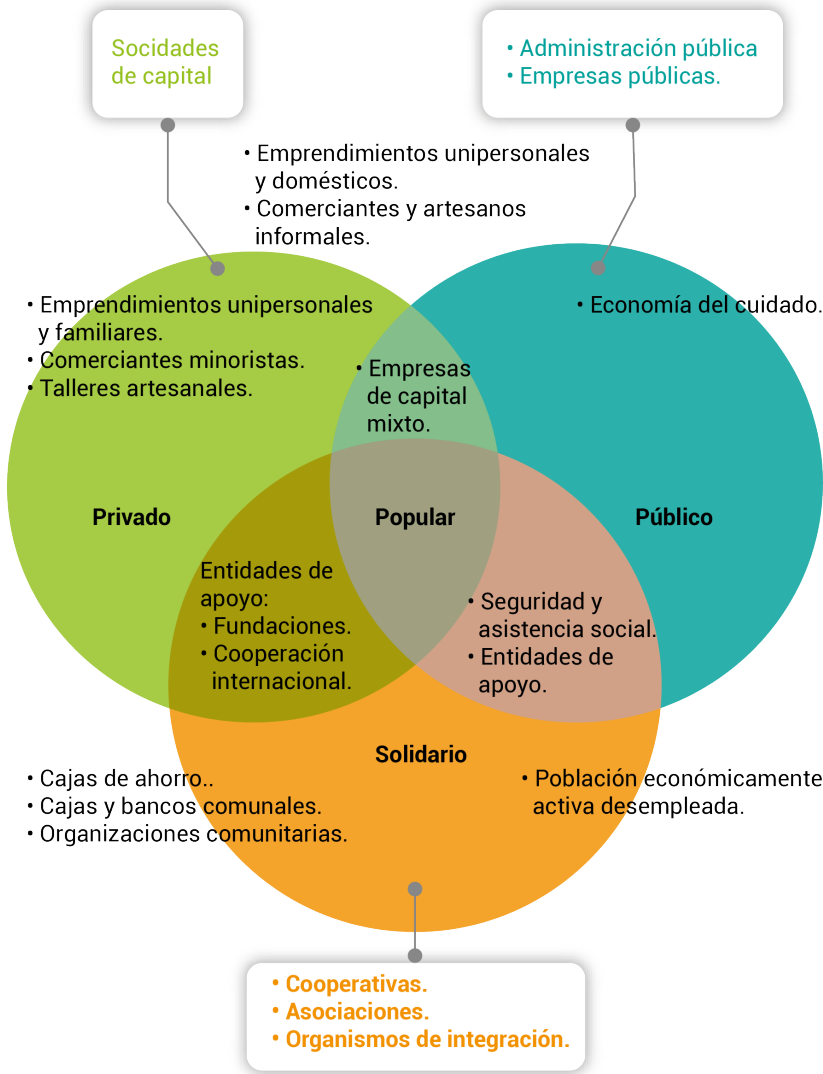 Socidades
de capital
• Administración pública
• Empresas públicas.
• Emprendimientos unipersonales
y domésticos.
• Comerciantes y artesanos
informales.
• Emprendimientos unipersonales
y familiares.
• Comerciantes minoristas.
• Talleres artesanales.
• Economía del cuidado.
• Empresas
de capital
mixto.
Privado
Popular
Público
Entidades de
apoyo:
• Fundaciones.
• Cooperación
internacional.
• Seguridad y
asistencia social.
• Entidades de
apoyo.
Solidario
• Cajas de ahorro..
• Cajas y bancos comunales.
• Organizaciones comunitarias.
• Población económicamente
activa desempleada.
• Cooperativas.
• Asociaciones.
• Organismos de integración.